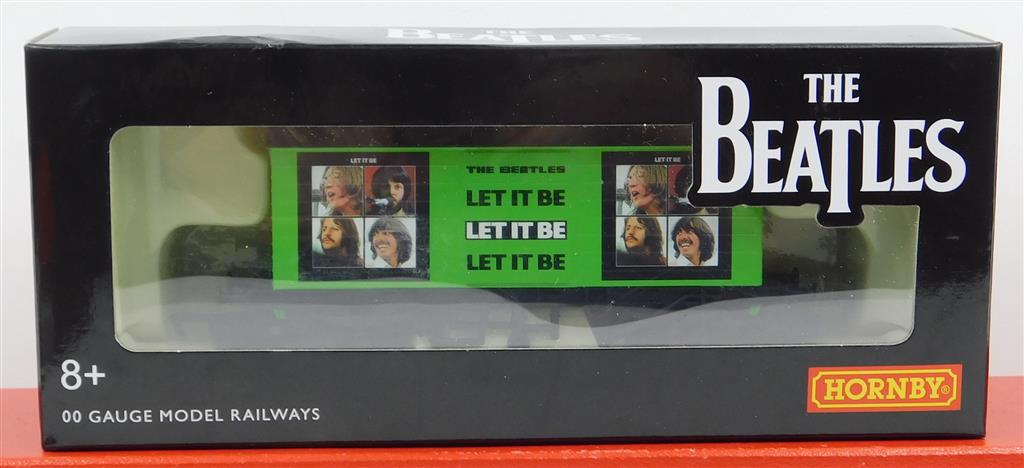 THE
BEATLES
THE
BEATLES
LET IT BE
LET IT BE
THE BEATLES
LET IT BE
LET IT BE
LET IT BE
8+
00 GAUGE MODEL RAILWAYS
HORNBY®